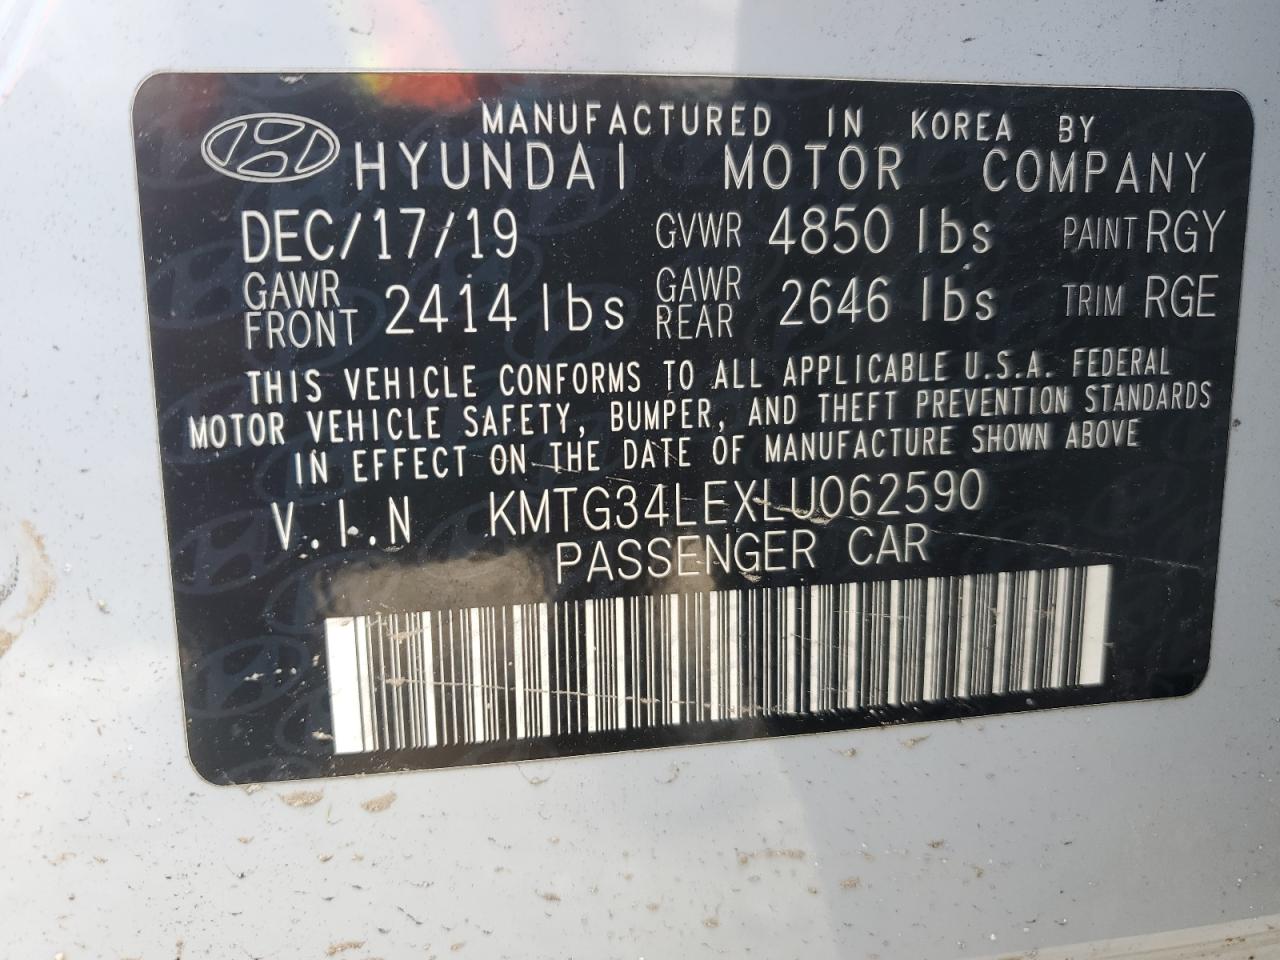 MANUFACTURED IN KOREA BY
HYUNDAI MOTOR COMPANY
DEC/17/19 GVWR 4850 lbs PAINT RGY
GAWR FRONT 2414 lbs GAWR REAR 2646 lbs TRIM RGE
THIS VEHICLE CONFORMS TO ALL APPLICABLE U.S.A. FEDERAL
MOTOR VEHICLE SAFETY, BUMPER, AND THEFT PREVENTION STANDARDS
IN EFFECT ON THE DATE OF MANUFACTURE SHOWN ABOVE
V.I.N KMTG34LEXLU062590
PASSENGER CAR